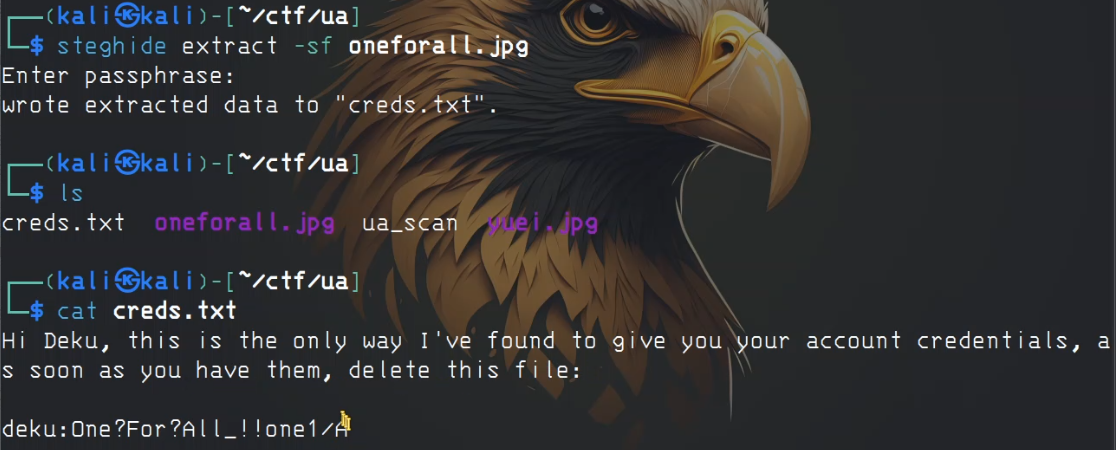 ┌──(kali㉿kali)-[~/ctf/ua]
└─$ steghide extract -sf oneforall.jpg
Enter passphrase:
wrote extracted data to "creds.txt".
┌──(kali㉿kali)-[~/ctf/ua]
└─$ ls
creds.txt oneforall.jpg ua_scan yuei.jpg
┌──(kali㉿kali)-[~/ctf/ua]
└─$ cat creds.txt
Hi Deku, this is the only way I've found to give you your account credentials, a
s soon as you have them, delete this file:
deku:One?For?All_!!one1/A